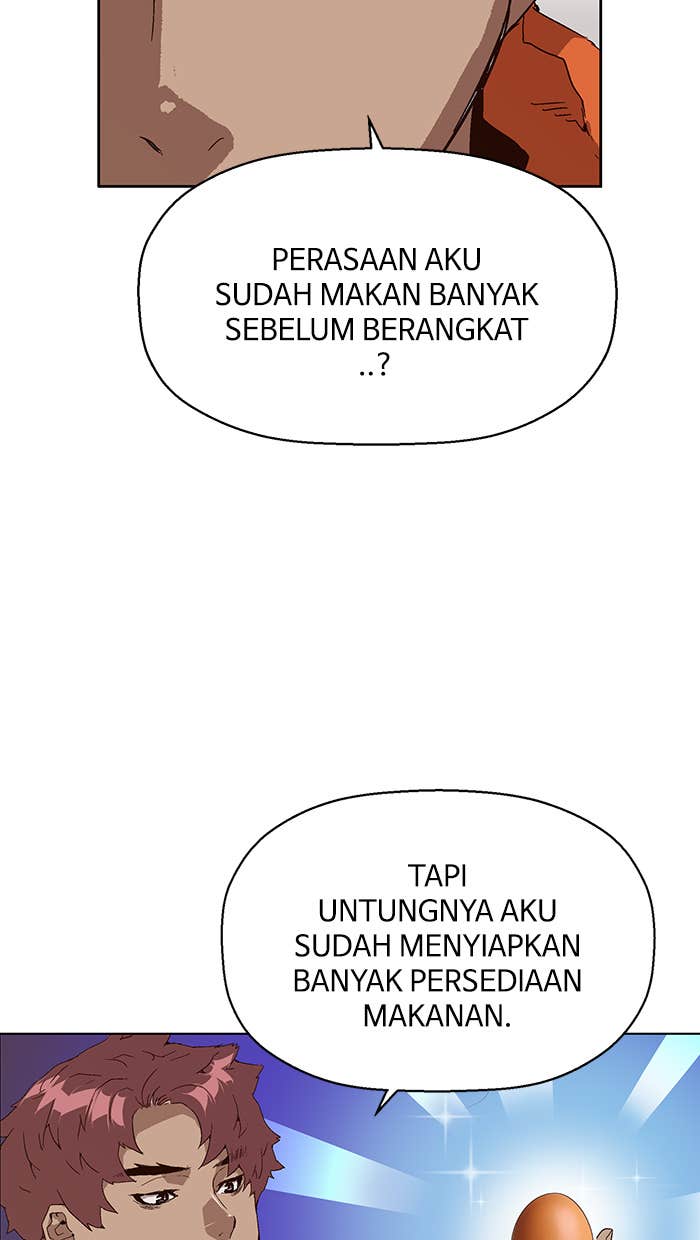 PERASAAN AKU
SUDAH MAKAN BANYAK
SEBELUM BERANGKAT
..?
TAPI
UNTUNGNYA AKU
SUDAH MENYIAPKAN
BANYAK PERSEDIAAN
MAKANAN.